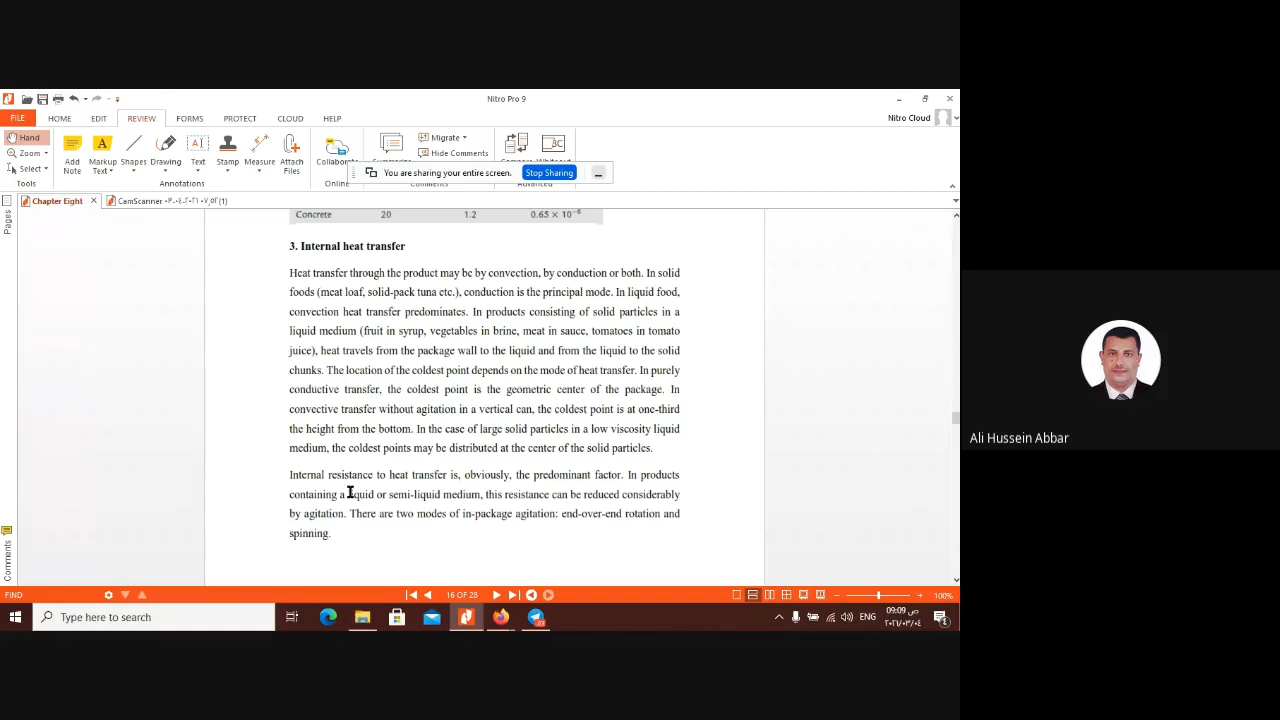 Nitro Pro 9
FILE HOME EDIT REVIEW FORMS PROTECT CLOUD HELP
Nitro Cloud
Hand
Zoom
Select
Tools
Add Note
Markup Text
Shapes
Drawing
Text
Stamp
Measure
Attach Files
Annotations
Collaborate
Online
Migrate
Hide Comments
You are sharing your entire screen. Stop Sharing
Advanced
Chapter Eight
Pages
Comments
Concrete 20 1.2 0.65 × 10⁻⁶
3. Internal heat transfer
Heat transfer through the product may be by convection, by conduction or both. In solid
foods (meat loaf, solid-pack tuna etc.), conduction is the principal mode. In liquid food,
convection heat transfer predominates. In products consisting of solid particles in a
liquid medium (fruit in syrup, vegetables in brine, meat in sauce, tomatoes in tomato
juice), heat travels from the package wall to the liquid and from the liquid to the solid
chunks. The location of the coldest point depends on the mode of heat transfer. In purely
conductive transfer, the coldest point is the geometric center of the package. In
convective transfer without agitation in a vertical can, the coldest point is at one-third
the height from the bottom. In the case of large solid particles in a low viscosity liquid
medium, the coldest points may be distributed at the center of the solid particles.
Internal resistance to heat transfer is, obviously, the predominant factor. In products
containing a liquid or semi-liquid medium, this resistance can be reduced considerably
by agitation. There are two modes of in-package agitation: end-over-end rotation and
spinning.
Ali Hussein Abbar
FIND
16 OF 28
100%
Type here to search
ENG
09:09 ص
٢٠٢١/٠٣/٠٤